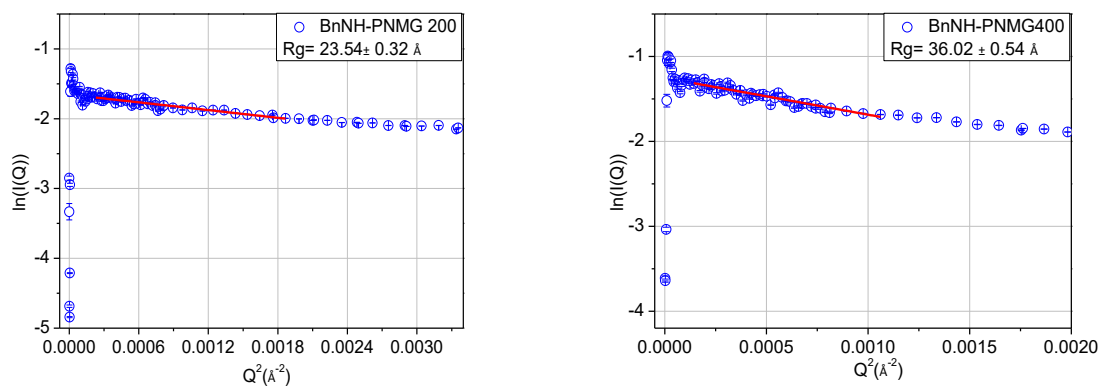 BnNH-PNMG 200
Rg= 23.54± 0.32 Å
-1
-2
-3
-4
-5
ln(I(Q))
0.0000 0.0006 0.0012 0.0018 0.0024 0.0030
Q²(Å⁻²)
BnNH-PNMG400
Rg= 36.02 ± 0.54 Å
-1
-2
-3
-4
ln(I(Q))
0.0000 0.0005 0.0010 0.0015 0.0020
Q²(Å⁻²)